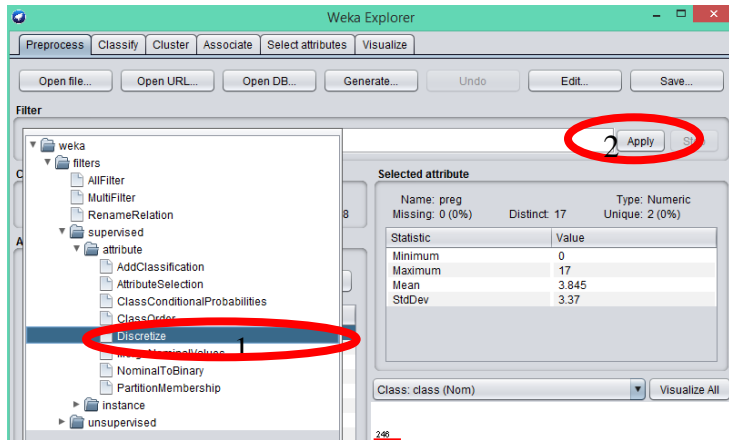 Weka Explorer
Preprocess Classify Cluster Associate Select attributes Visualize
Open file... Open URL... Open DB... Generate... Undo Edit... Save...
Filter
2 Apply
weka
filters
AllFilter
MultiFilter
RenameRelation
supervised
attribute
AddClassification
AttributeSelection
ClassConditionalProbabilities
ClassOrder
Discretize
1
MergeNominalValues
NominalToBinary
PartitionMembership
instance
unsupervised
C
8
A
Selected attribute
Name: preg Type: Numeric
Missing: 0 (0%) Distinct: 17 Unique: 2 (0%)
Statistic Value
Minimum 0
Maximum 17
Mean 3.845
StdDev 3.37
Class: class (Nom) Visualize All
246